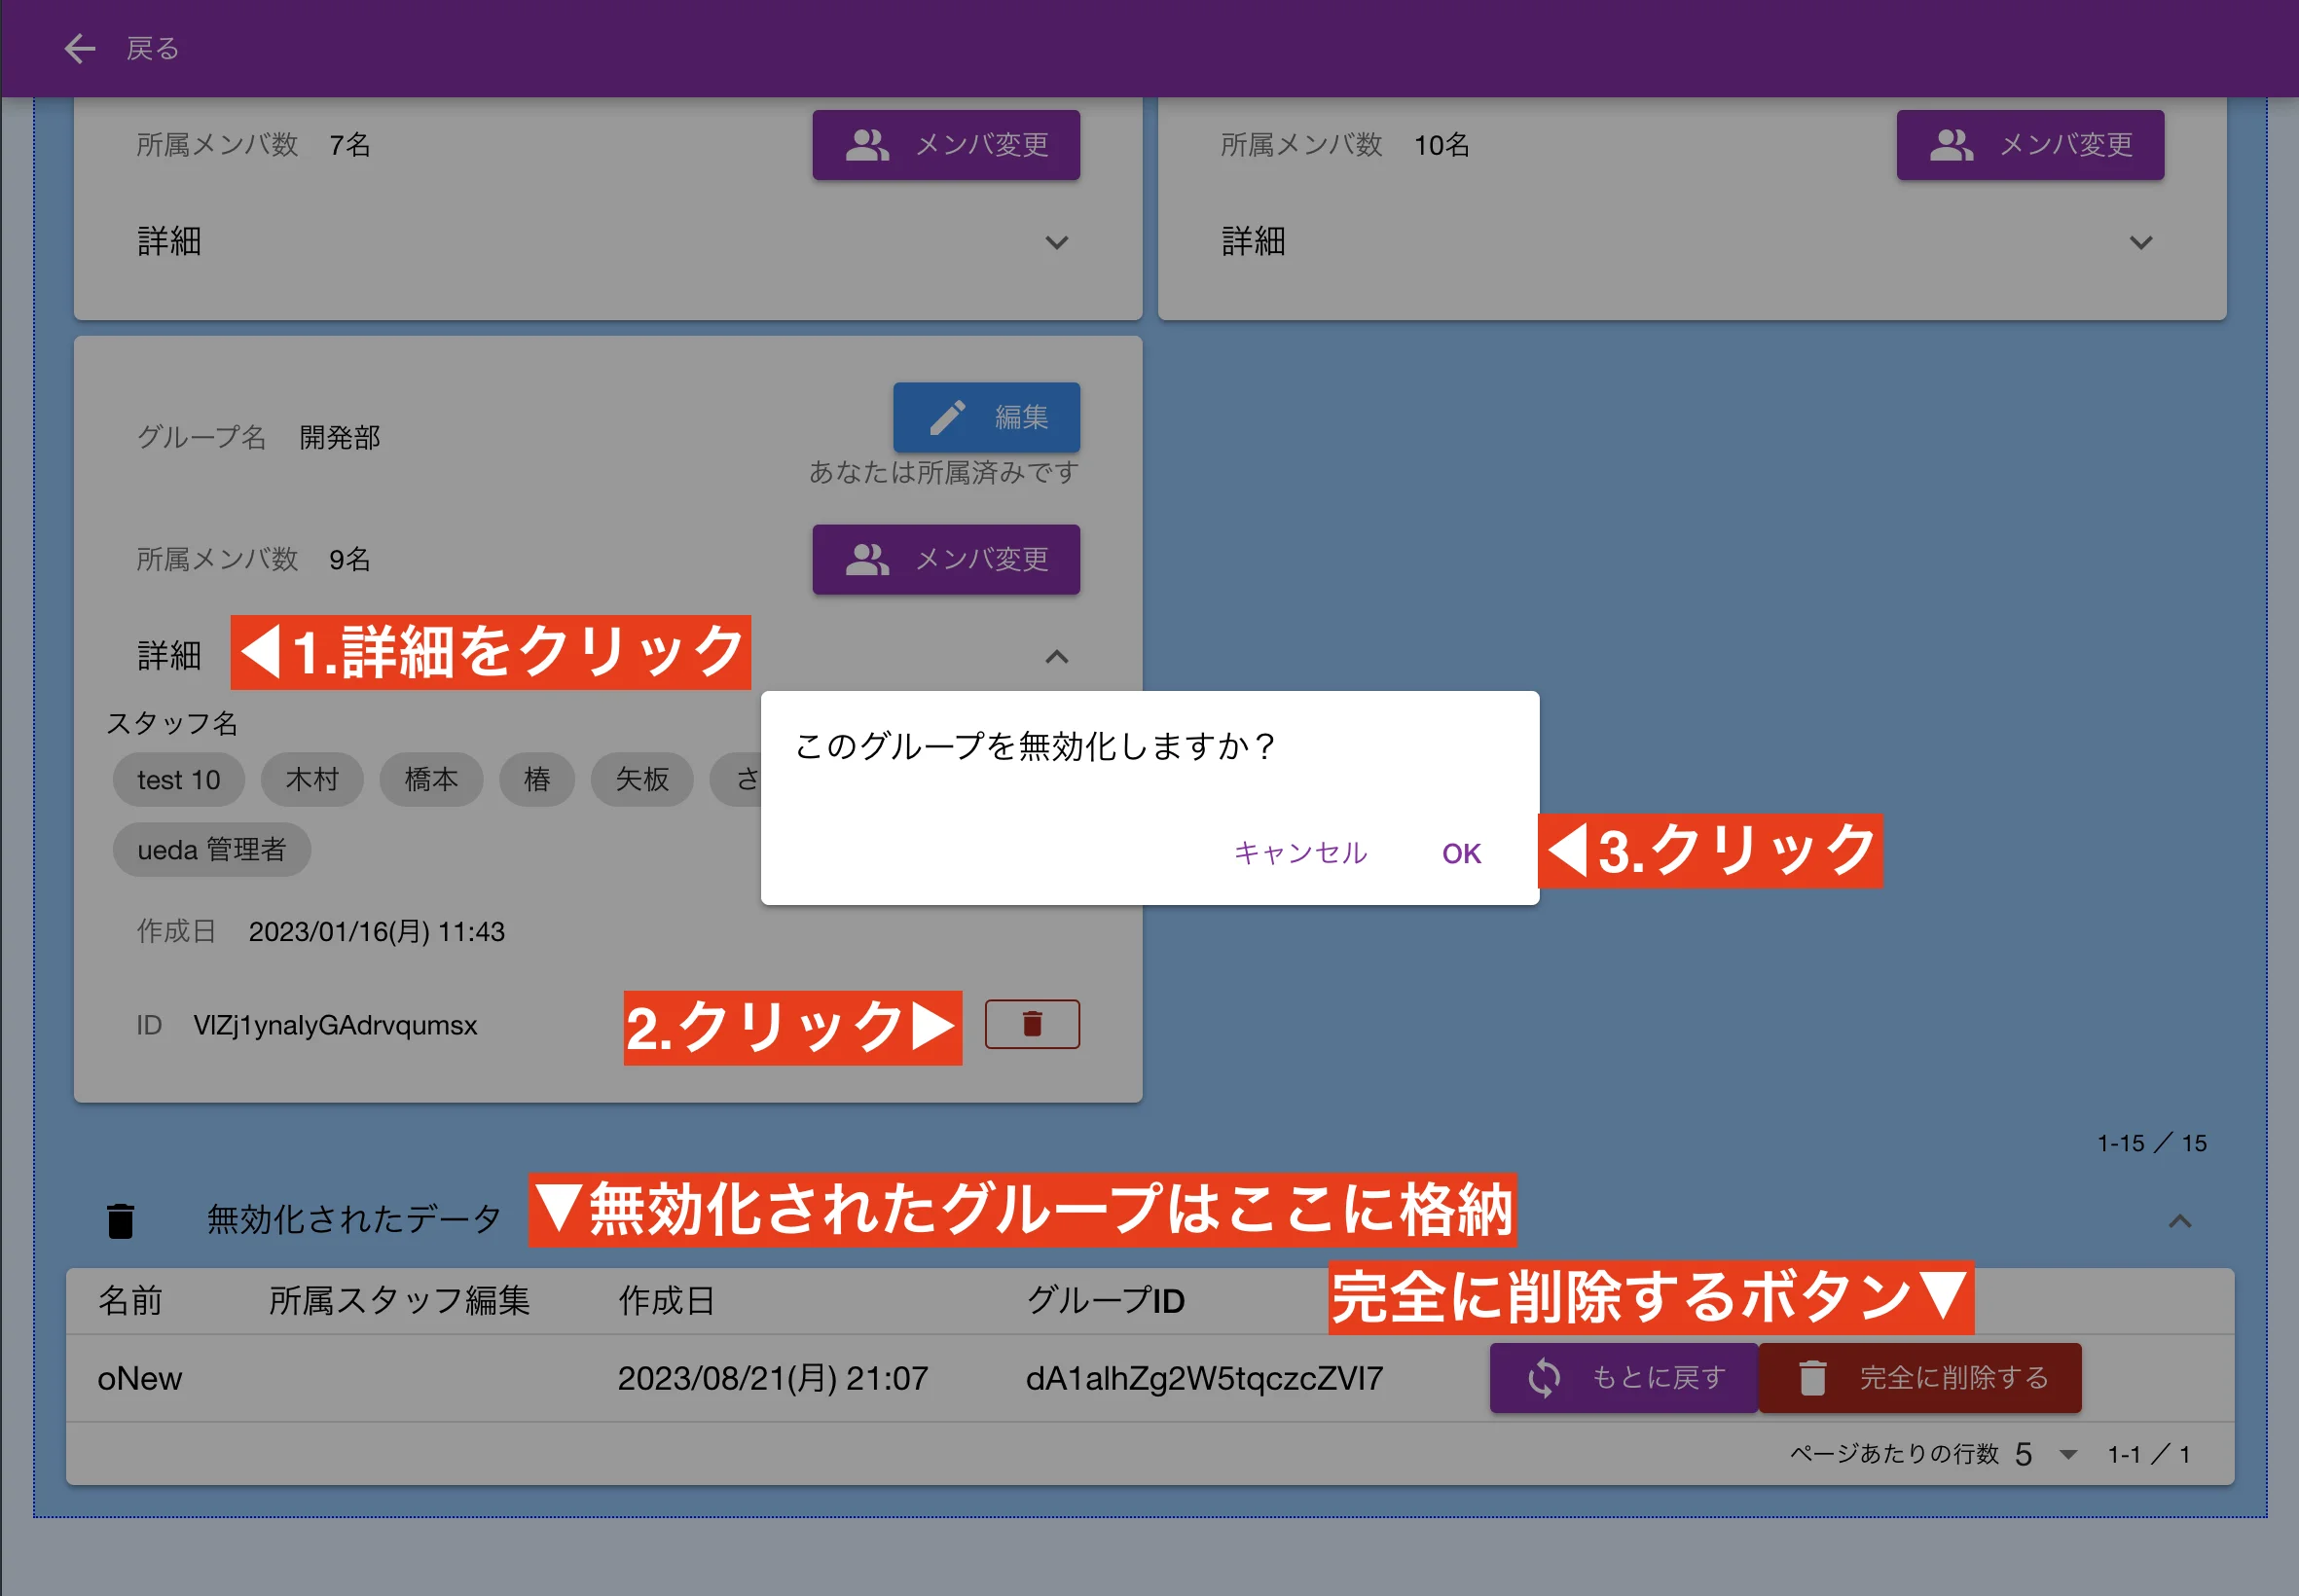 戻る
所属メンバ数 7名 メンバ変更
詳細
所属メンバ数 10名 メンバ変更
詳細
グループ名 開発部 編集
あなたは所属済みです
所属メンバ数 9名 メンバ変更
詳細 ◀1.詳細をクリック
スタッフ名
test 10 木村 橋本 椿 矢板 さ
ueda 管理者
このグループを無効化しますか？
キャンセル OK ◀3.クリック
作成日 2023/01/16(月) 11:43
ID VlZj1ynalyGAdrvqumsx 2.クリック▶
1-15 ／ 15
無効化されたデータ ▼無効化されたグループはここに格納
完全に削除するボタン▼
名前 所属スタッフ編集 作成日 グループID
oNew 2023/08/21(月) 21:07 dA1alhZg2W5tqczcZVI7 もとに戻す 完全に削除する
ページあたりの行数 5 1-1 ／ 1